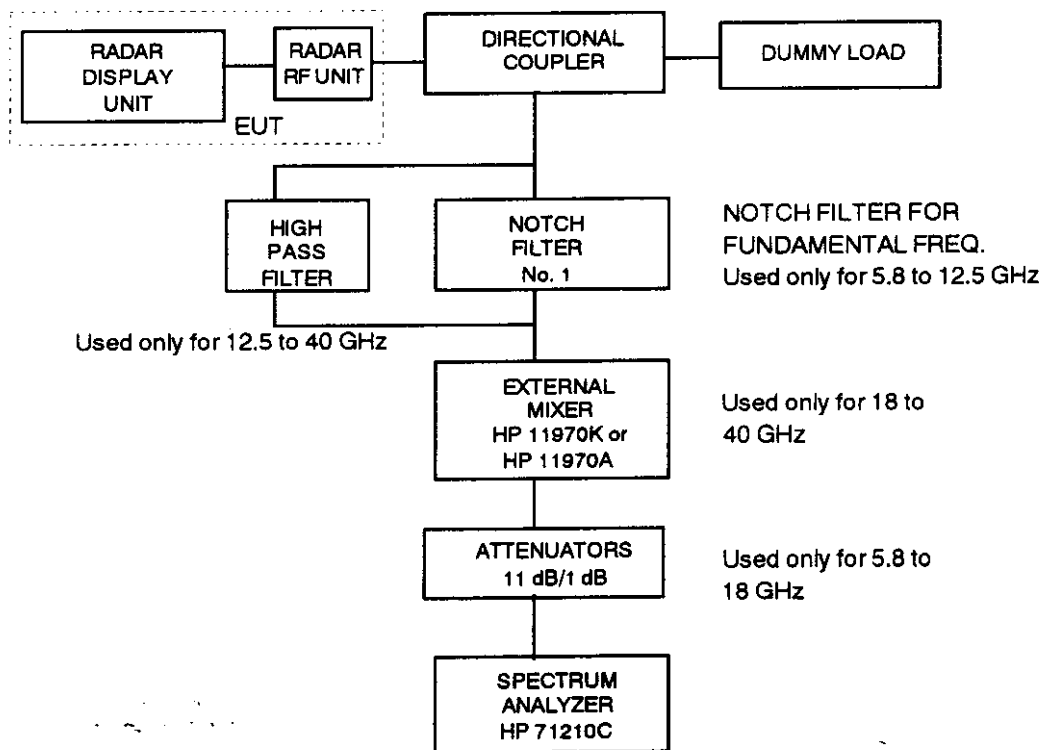 RADAR
DISPLAY
UNIT
RADAR
RF UNIT
EUT
DIRECTIONAL
COUPLER
DUMMY LOAD
HIGH
PASS
FILTER
NOTCH
FILTER
No. 1
NOTCH FILTER FOR
FUNDAMENTAL FREQ.
Used only for 5.8 to 12.5 GHz
Used only for 12.5 to 40 GHz
EXTERNAL
MIXER
HP 11970K or
HP 11970A
Used only for 18 to
40 GHz
ATTENUATORS
11 dB/1 dB
Used only for 5.8 to
18 GHz
SPECTRUM
ANALYZER
HP 71210C